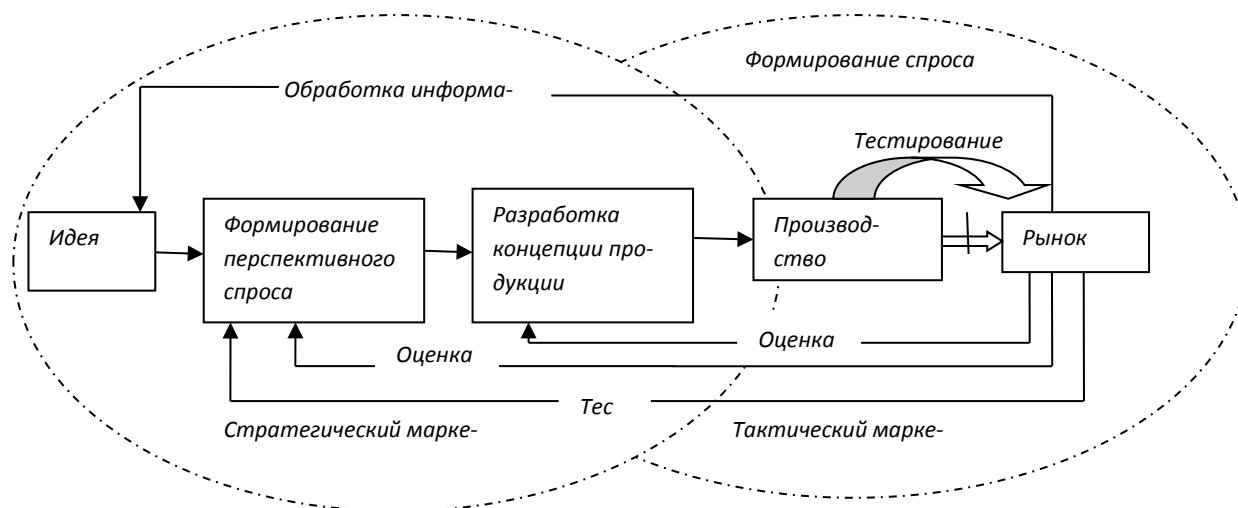 Формирование спроса
Обработка информа-
Тестирование
Идея
Формирование
перспективного
спроса
Разработка
концепции про-
дукции
Производ-
ство
Рынок
Оценка
Оценка
Тес
Стратегический марке-
Тактический марке-